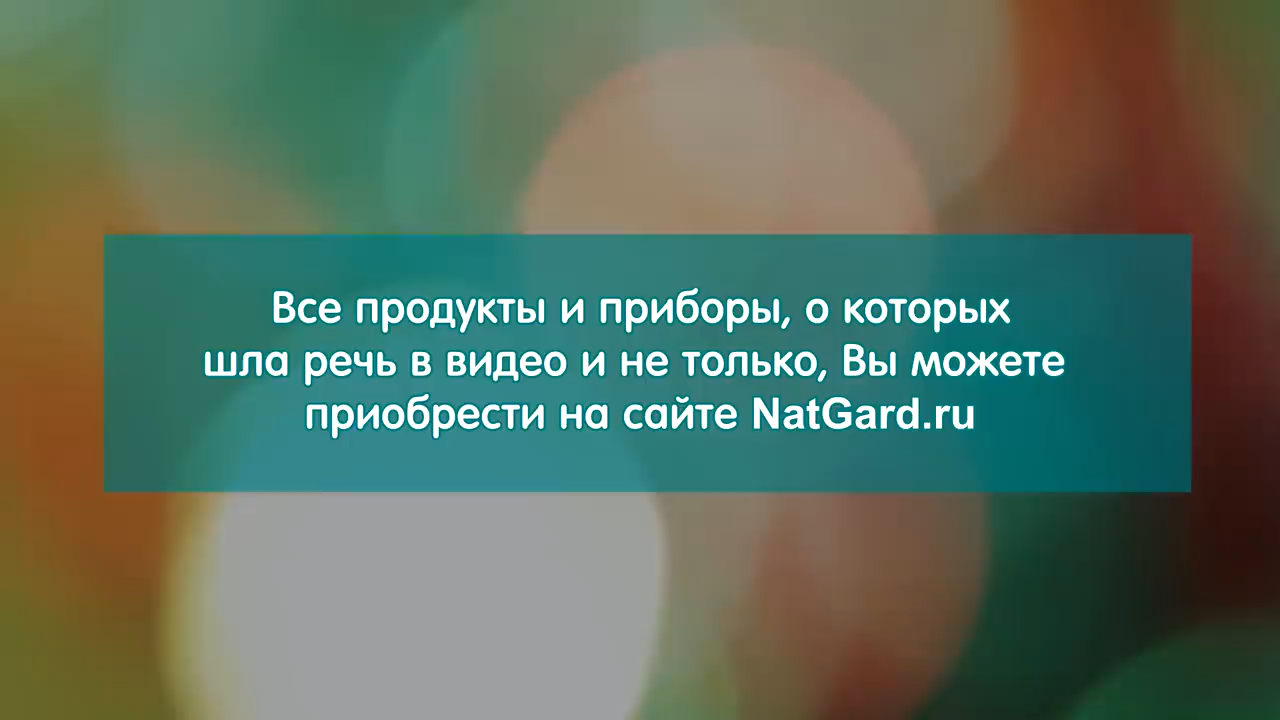 Все продукты и приборы, о которых
шла речь в видео и не только, Вы можете
приобрести на сайте NatGard.ru